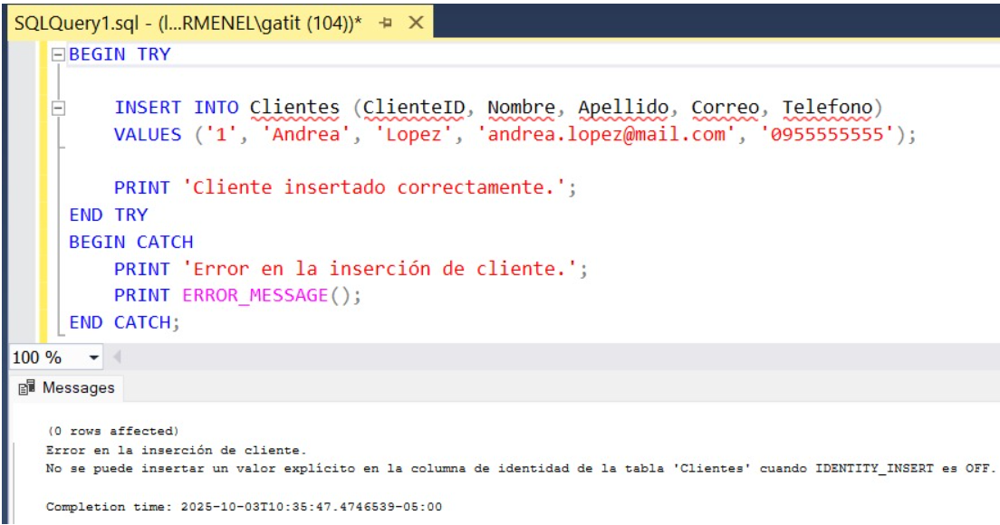 SQLQuery1.sql - (l...RMENEL\gatit (104))*
BEGIN TRY
INSERT INTO Clientes (ClienteID, Nombre, Apellido, Correo, Telefono)
VALUES ('1', 'Andrea', 'Lopez', 'andrea.lopez@mail.com', '0955555555');
PRINT 'Cliente insertado correctamente.';
END TRY
BEGIN CATCH
PRINT 'Error en la inserción de cliente.';
PRINT ERROR_MESSAGE();
END CATCH;
100 %
Messages
(0 rows affected)
Error en la inserción de cliente.
No se puede insertar un valor explícito en la columna de identidad de la tabla 'Clientes' cuando IDENTITY_INSERT es OFF.
Completion time: 2025-10-03T10:35:47.4746539-05:00